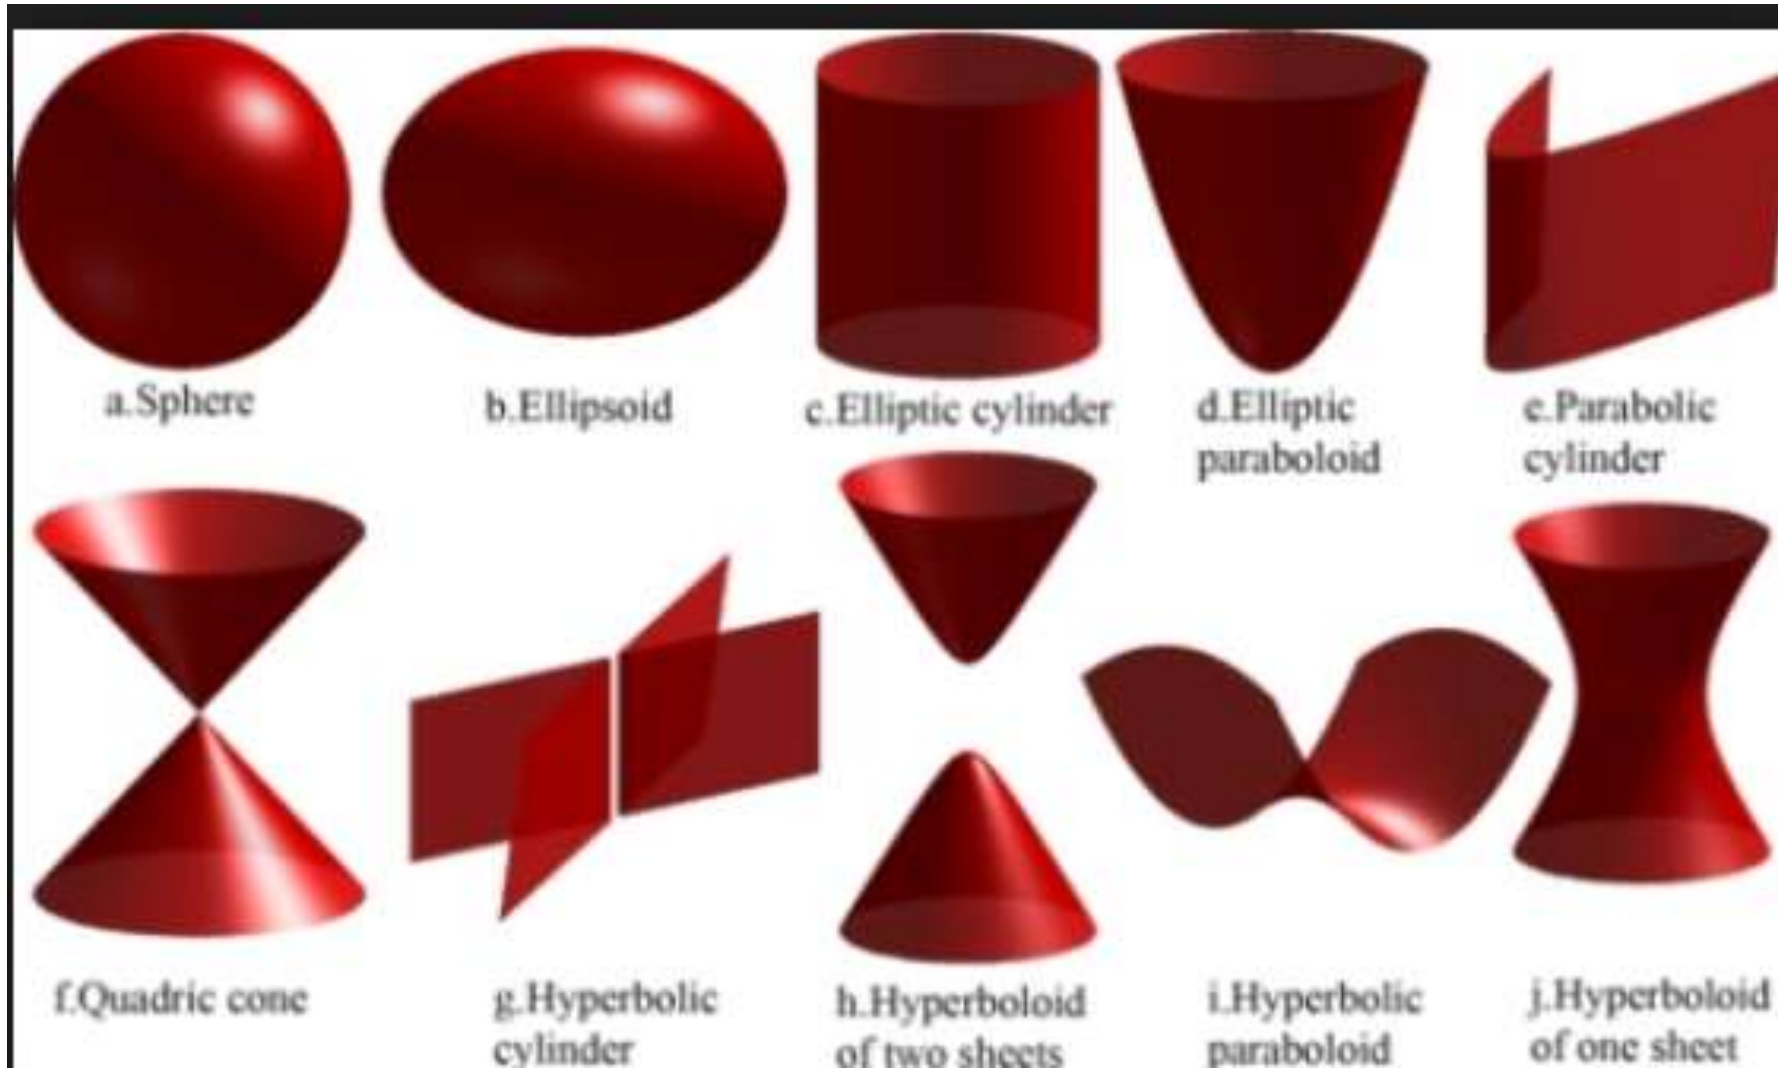 a.Sphere
b.Ellipsoid
c.Elliptic cylinder
d.Elliptic
paraboloid
e.Parabolic
cylinder
f.Quadric cone
g.Hyperbolic
cylinder
h.Hyperboloid
of two sheets
i.Hyperbolic
paraboloid
j.Hyperboloid
of one sheet